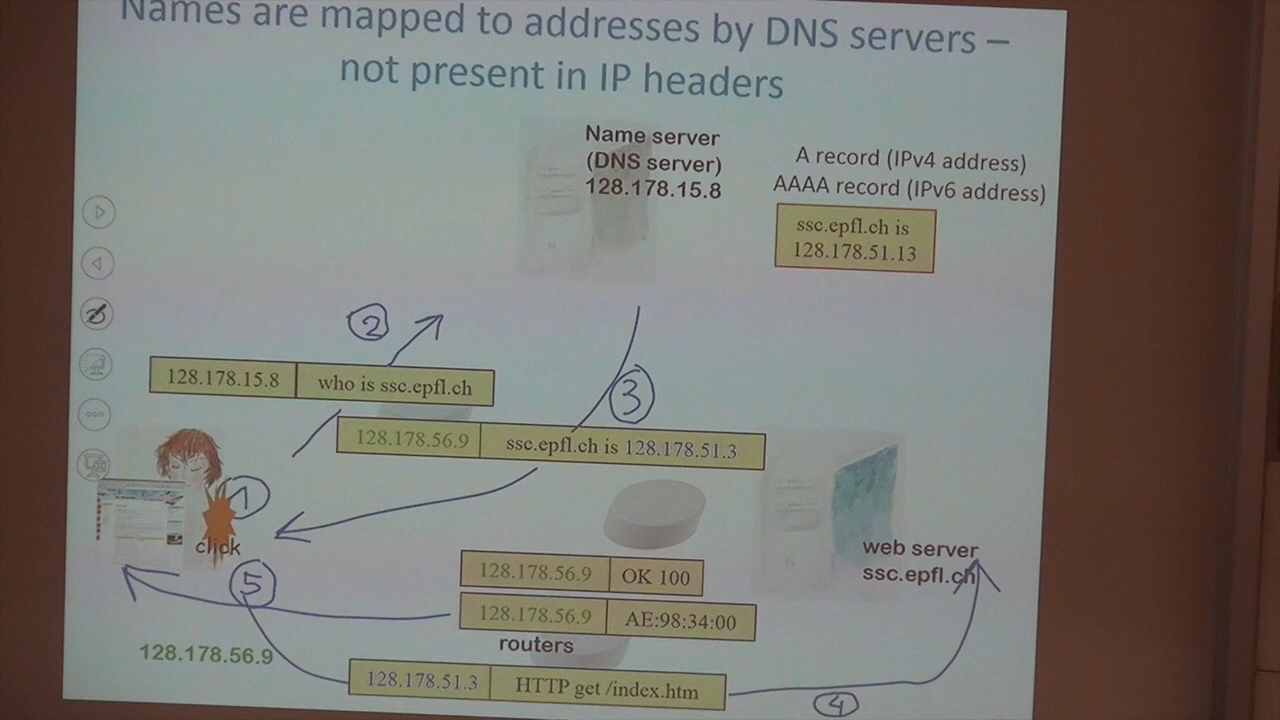 Names are mapped to addresses by DNS servers –
not present in IP headers
Name server
(DNS server)
128.178.15.8
A record (IPv4 address)
AAAA record (IPv6 address)
ssc.epfl.ch is
128.178.51.13
2
128.178.15.8 who is ssc.epfl.ch
3
128.178.56.9 ssc.epfl.ch is 128.178.51.3
1
click
web server
ssc.epfl.ch
128.178.56.9 OK 100
5
128.178.56.9 AE:98:34:00
routers
128.178.56.9
128.178.51.3 HTTP get /index.htm
4